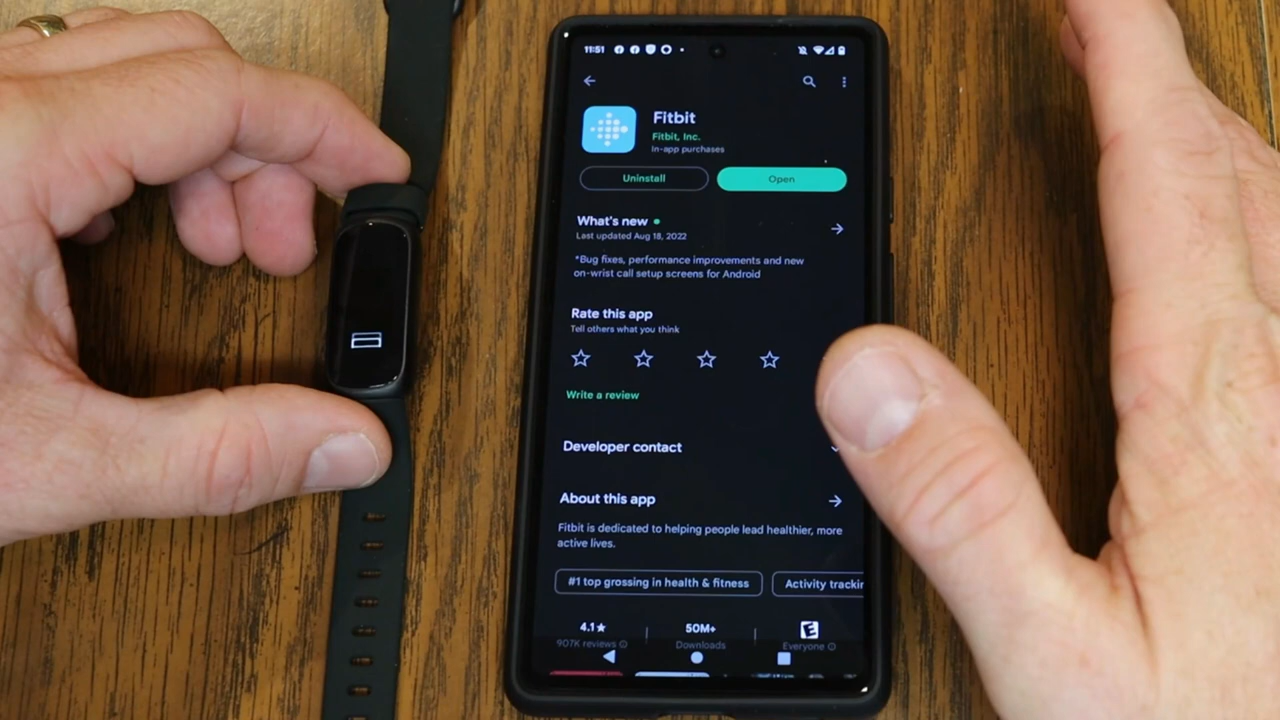 11:51
Fitbit
Fitbit, Inc.
In-app purchases
Uninstall
Open
What's new
Last updated Aug 18, 2022
*Bug fixes, performance improvements and new
on-wrist call setup screens for Android
Rate this app
Tell others what you think
Write a review
Developer contact
About this app
Fitbit is dedicated to helping people lead healthier, more
active lives.
#1 top grossing in health & fitness
Activity trackin
4.1★
50M+
E
907K reviews
Downloads
Everyone